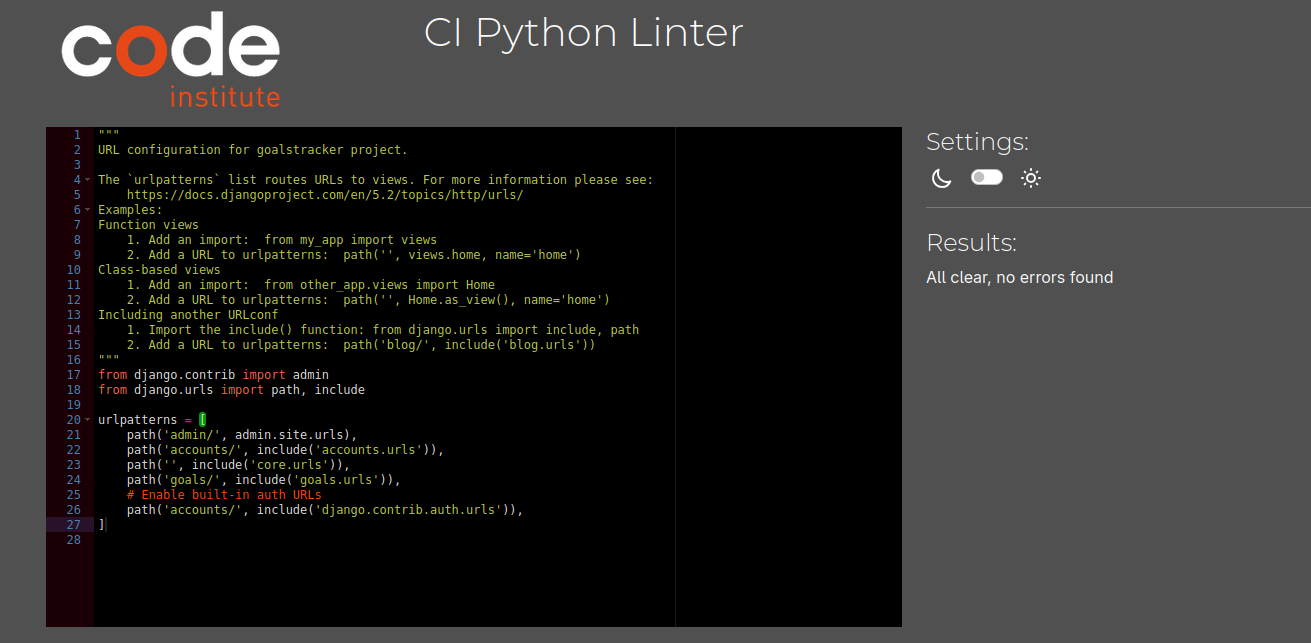 code
institute
CI Python Linter
1 """
2 URL configuration for goalstracker project.
3
4 The `urlpatterns` list routes URLs to views. For more information please see:
5     https://docs.djangoproject.com/en/5.2/topics/http/urls/
6 Examples:
7 Function views
8     1. Add an import:  from my_app import views
9     2. Add a URL to urlpatterns:  path('', views.home, name='home')
10 Class-based views
11     1. Add an import:  from other_app.views import Home
12     2. Add a URL to urlpatterns:  path('', Home.as_view(), name='home')
13 Including another URLconf
14     1. Import the include() function: from django.urls import include, path
15     2. Add a URL to urlpatterns:  path('blog/', include('blog.urls'))
16 """
17 from django.contrib import admin
18 from django.urls import path, include
19
20 urlpatterns = [
21     path('admin/', admin.site.urls),
22     path('accounts/', include('accounts.urls')),
23     path('', include('core.urls')),
24     path('goals/', include('goals.urls')),
25     # Enable built-in auth URLs
26     path('accounts/', include('django.contrib.auth.urls')),
27 ]
28
Settings:
Results:
All clear, no errors found